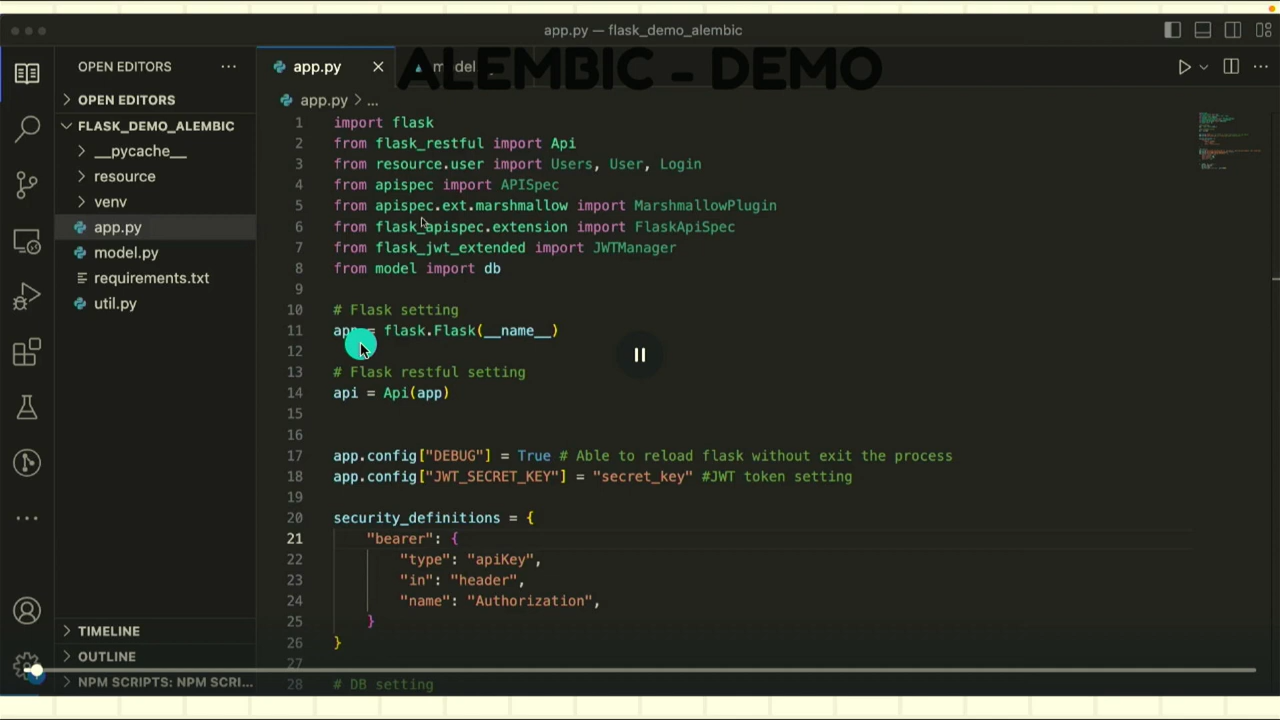 app.py — flask_demo_alembic
ALEMBIC - DEMO
OPEN EDITORS
OPEN EDITORS
FLASK_DEMO_ALEMBIC
__pycache__
resource
venv
app.py
model.py
requirements.txt
util.py
TIMELINE
OUTLINE
NPM SCRIPTS: NPM SCRI...
app.py
model.
app.py > ...
1 import flask
2 from flask_restful import Api
3 from resource.user import Users, User, Login
4 from apispec import APISpec
5 from apispec.ext.marshmallow import MarshmallowPlugin
6 from flask_apispec.extension import FlaskApiSpec
7 from flask_jwt_extended import JWTManager
8 from model import db
9
10 # Flask setting
11 app = flask.Flask(__name__)
12
13 # Flask restful setting
14 api = Api(app)
15
16
17 app.config["DEBUG"] = True # Able to reload flask without exit the process
18 app.config["JWT_SECRET_KEY"] = "secret_key" #JWT token setting
19
20 security_definitions = {
21 "bearer": {
22 "type": "apiKey",
23 "in": "header",
24 "name": "Authorization",
25 }
26 }
27
28 # DB setting